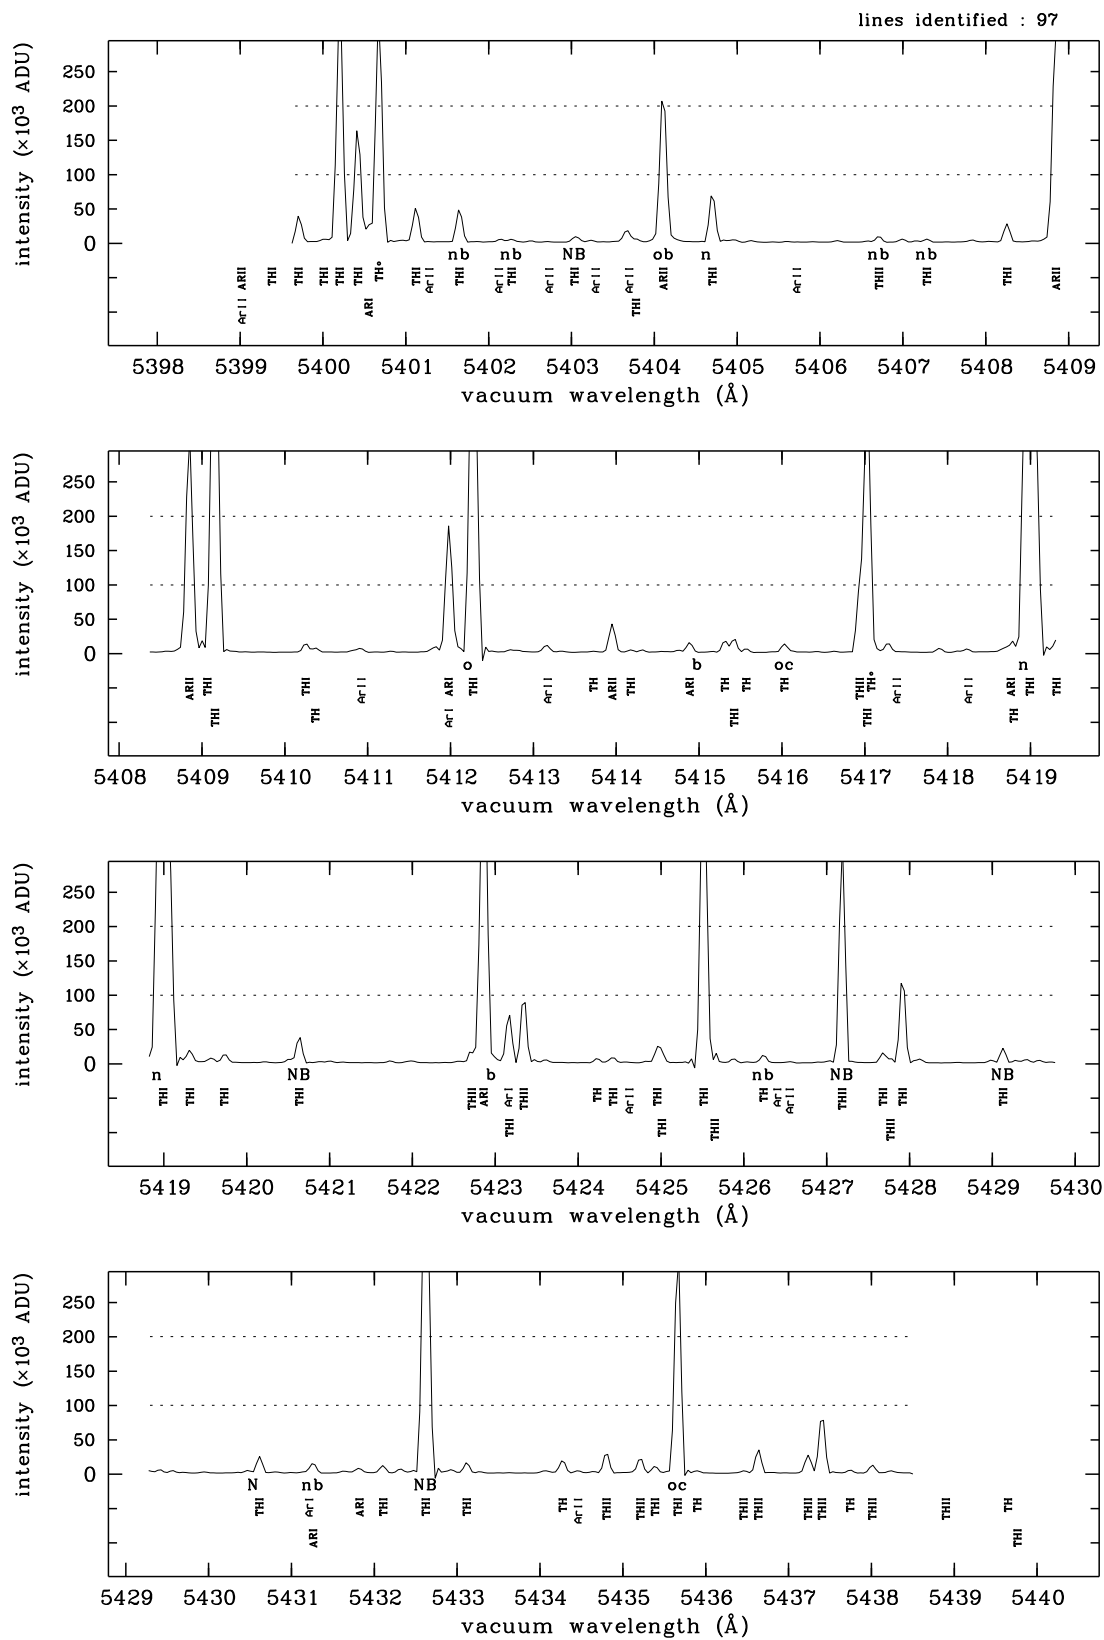 lines identified : 97
intensity (×10³ ADU)
250
200
150
100
50
0
nb nb NB ob n nb nb
ArII ARII THI THI THI THI THI ARI TH° THI ArII THI ArII THI ArII THI ArII ArII THI ARII THI ArII THII THI THI ARII
5398 5399 5400 5401 5402 5403 5404 5405 5406 5407 5408 5409
vacuum wavelength (Å)
intensity (×10³ ADU)
250
200
150
100
50
0
o b oc n
ARII THI THI THI TH ArII ARI ArI THI ArII TH ARII THI ARI THI THI TH TH THII THI TH° ArII ArII ARI TH THI THI
5408 5409 5410 5411 5412 5413 5414 5415 5416 5417 5418 5419
vacuum wavelength (Å)
intensity (×10³ ADU)
250
200
150
100
50
0
n NB b nb NB NB
THI THI THI THI THII ARI ArI THI THII TH THI ArII THI THI THI THII TH ArI ArII THII THI THII THI THI
5419 5420 5421 5422 5423 5424 5425 5426 5427 5428 5429 5430
vacuum wavelength (Å)
intensity (×10³ ADU)
250
200
150
100
50
0
N nb NB oc
THI ArI ARI ARI THI THI THI TH ArII THII THII THI THI TH THII THII THII THII TH THII THII TH THI
5429 5430 5431 5432 5433 5434 5435 5436 5437 5438 5439 5440
vacuum wavelength (Å)